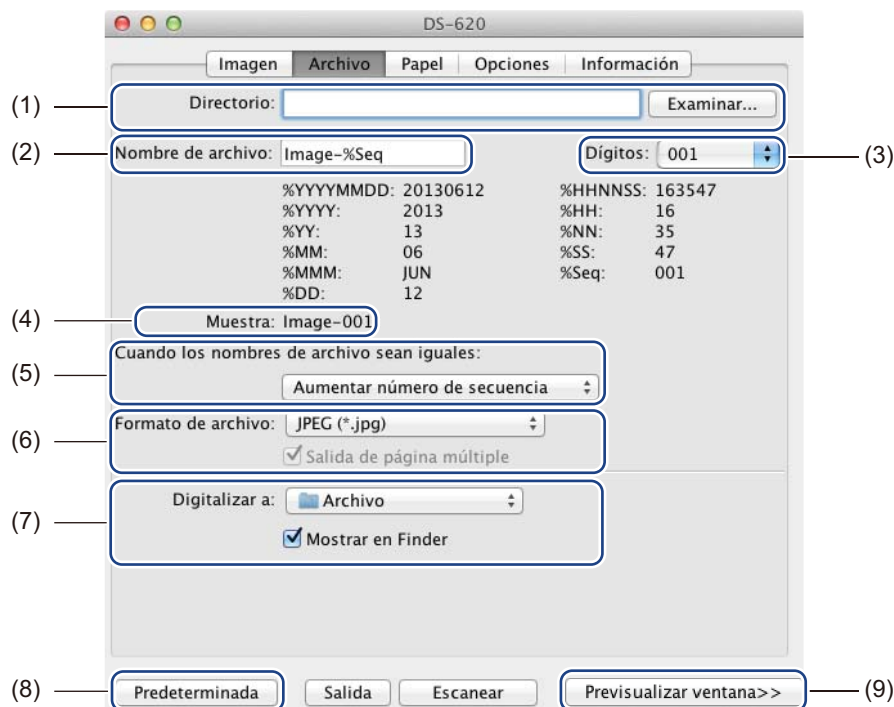 DS-620
Imagen Archivo Papel Opciones Información
(1) Directorio: Examinar...
(2) Nombre de archivo: Image-%Seq Dígitos: 001 (3)
%YYYYMMDD: 20130612 %HHNNSS: 163547
%YYYY: 2013 %HH: 16
%YY: 13 %NN: 35
%MM: 06 %SS: 47
%MMM: JUN %Seq: 001
%DD: 12
(4) Muestra: Image-001
Cuando los nombres de archivo sean iguales:
(5) Aumentar número de secuencia
(6) Formato de archivo: JPEG (*.jpg)
Salida de página múltiple
(7) Digitalizar a: Archivo
Mostrar en Finder
(8) Predeterminada Salida Escanear Previsualizar ventana>> (9)